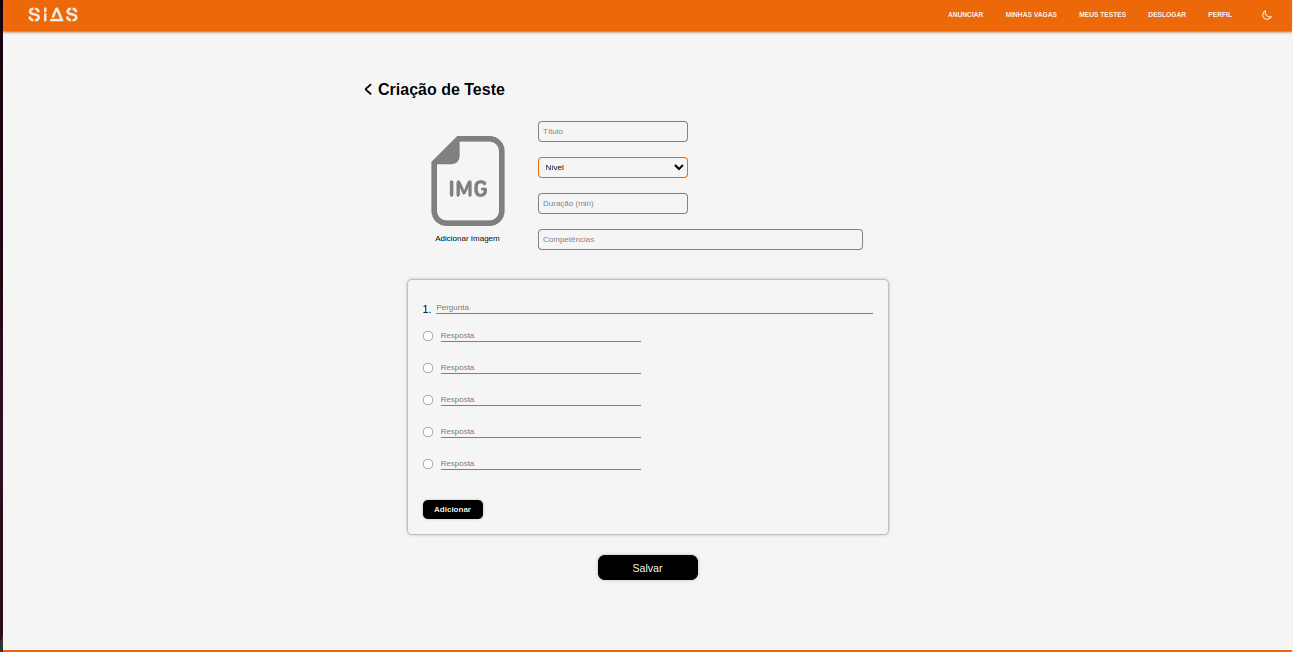 SIAS
ANUNCIAR MINHAS VAGAS MEUS TESTES DESLOGAR PERFIL
Criação de Teste
Título
Nível
Duração (min)
Competências
IMG
Adicionar Imagem
1. Pergunta
Resposta
Resposta
Resposta
Resposta
Resposta
Adicionar
Salvar